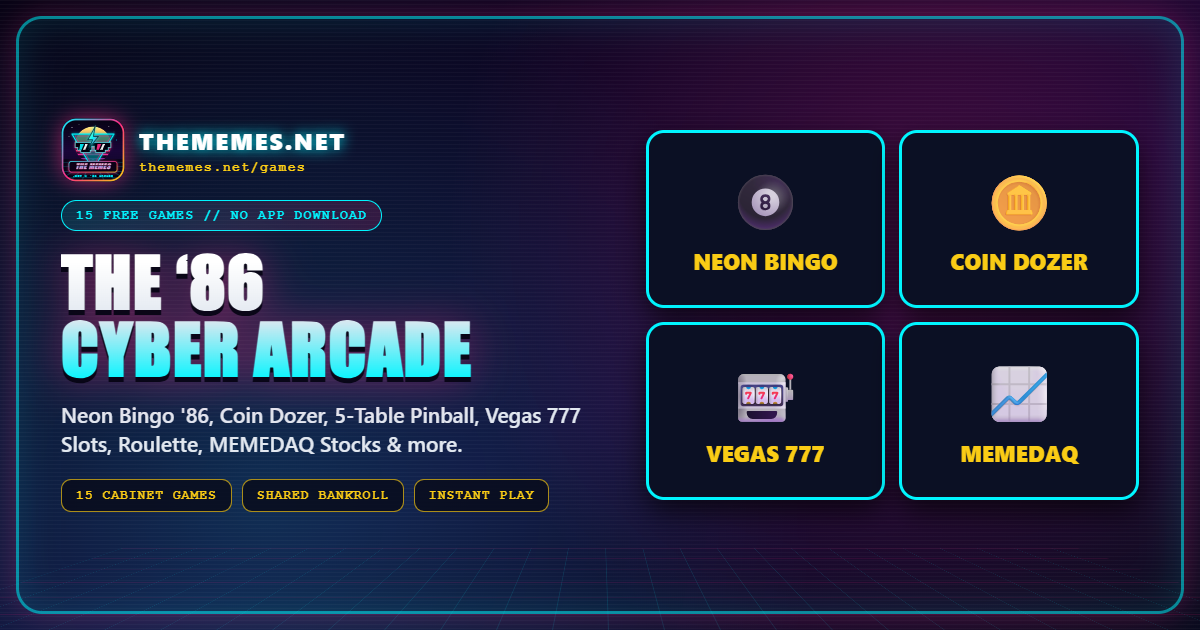 THEMEMES.NET
thememes.net/games
15 FREE GAMES // NO APP DOWNLOAD
THE ‘86
CYBER ARCADE
Neon Bingo '86, Coin Dozer, 5-Table Pinball, Vegas 777
Slots, Roulette, MEMEDAQ Stocks & more.
15 CABINET GAMES
SHARED BANKROLL
INSTANT PLAY
8
NEON BINGO
COIN DOZER
777
VEGAS 777
MEMEDAQ